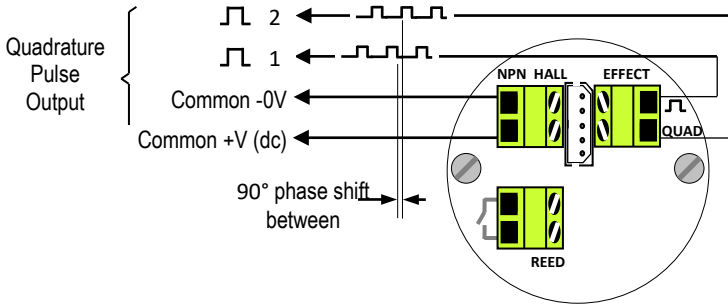 2
1
Quadrature
Pulse
Output
Common -0V
Common +V (dc)
90° phase shift
between
NPN HALL EFFECT
QUAD
REED